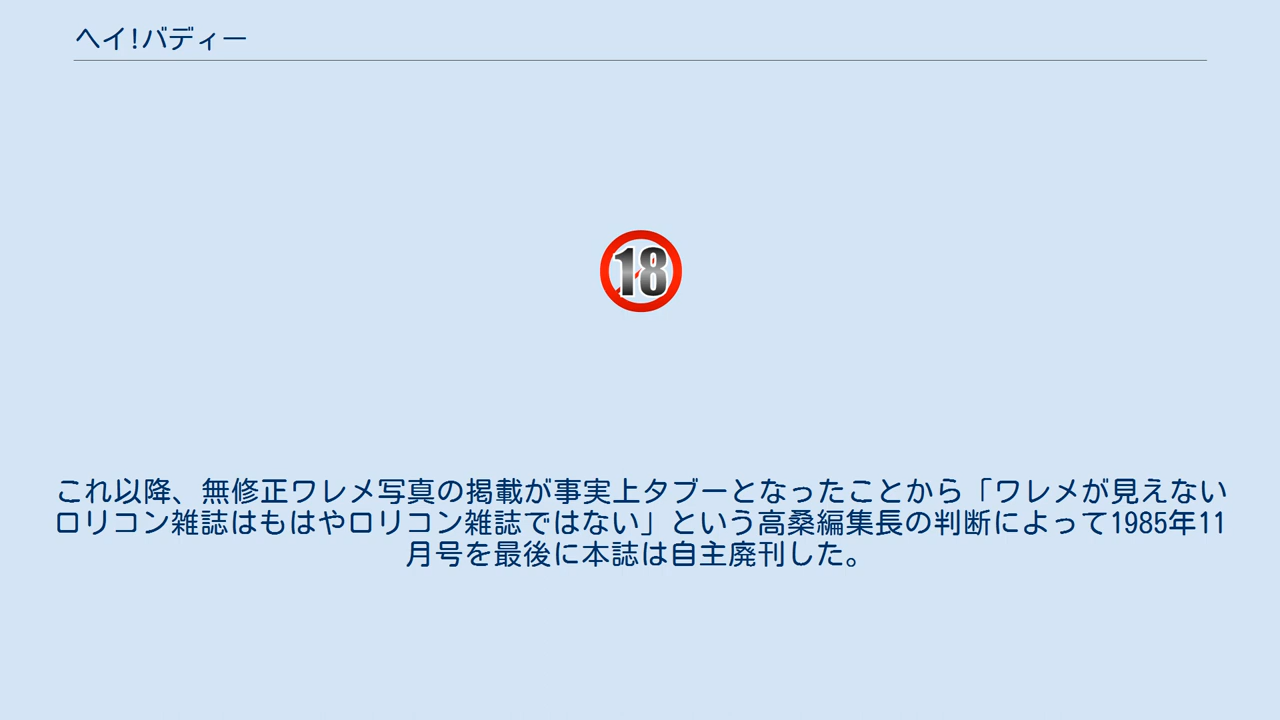 ヘイ!バディー
18
これ以降、無修正ワレメ写真の掲載が事実上タブーとなったことから「ワレメが見えない
ロリコン雑誌はもはやロリコン雑誌ではない」という高桑編集長の判断によって1985年11
月号を最後に本誌は自主廃刊した。